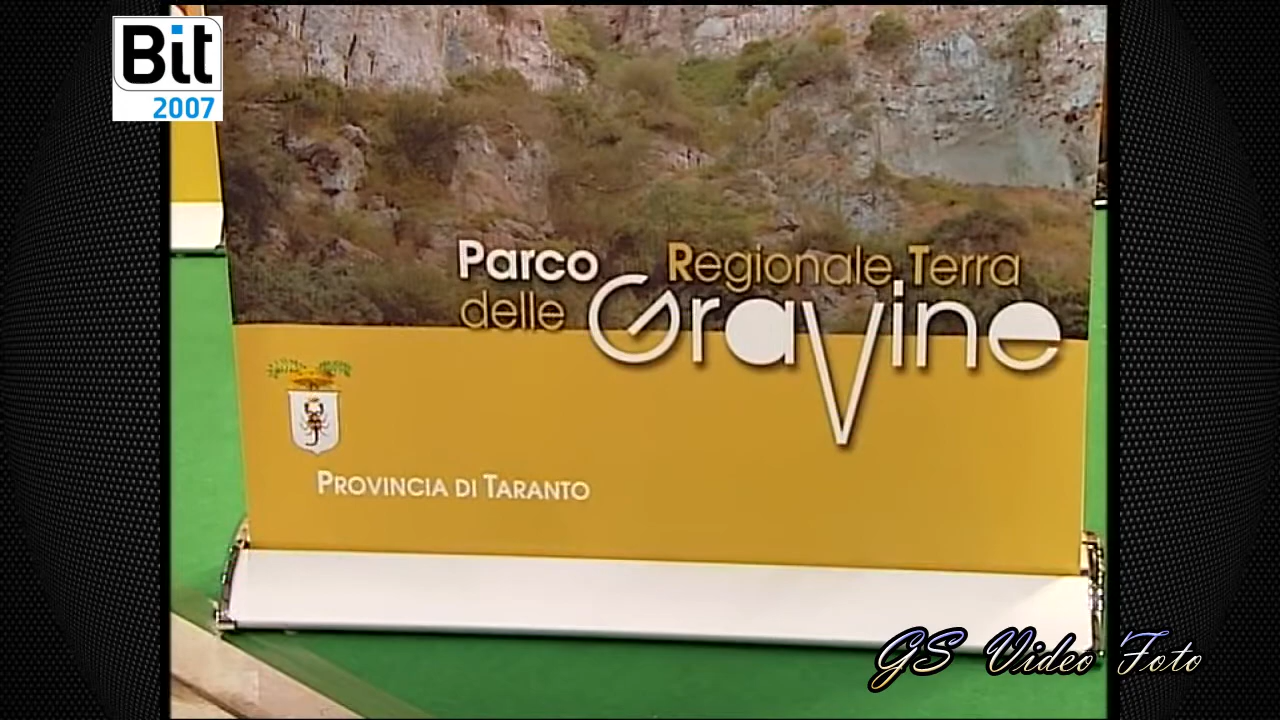 Bit
2007
Parco Regionale Terra
delle Gravine
PROVINCIA DI TARANTO
GS Video Foto